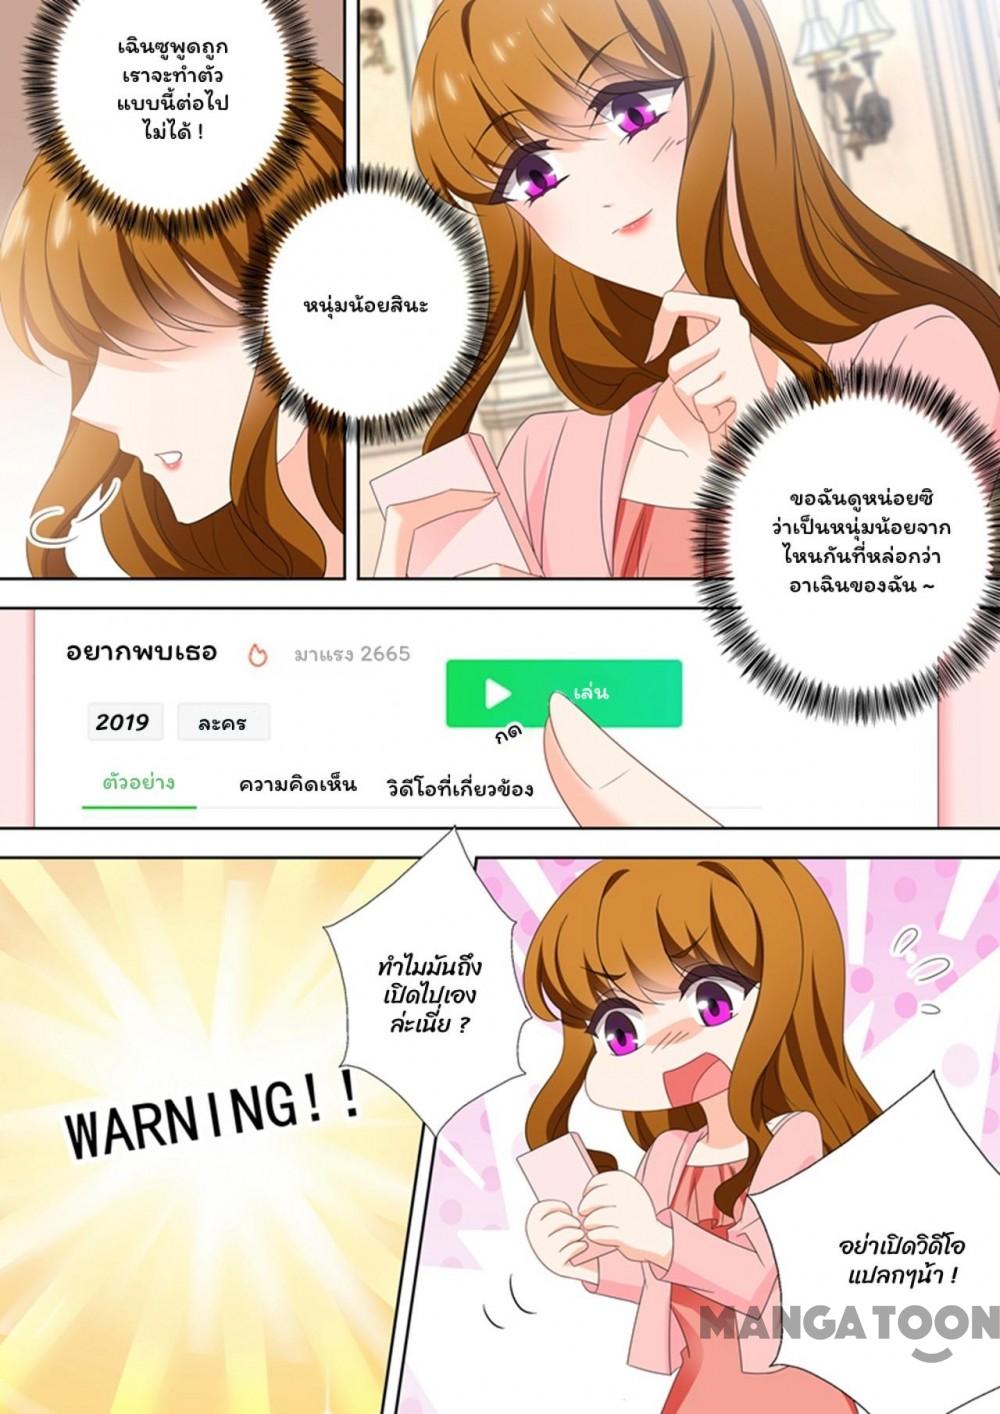 เฉินซูพูดถูก
เราจะทำตัว
แบบนี้ต่อไป
ไม่ได้ !
หนุ่มน้อยสินะ
ขอฉันดูหน่อยซิ
ว่าเป็นหนุ่มน้อยจาก
ไหนกันที่หล่อกว่า
อาเฉินของฉัน ~
อยากพบเธอ มาแรง 2665
เล่น
กด
2019 ละคร
ตัวอย่าง ความคิดเห็น วิดีโอที่เกี่ยวข้อง
ทำไมมันถึง
เปิดไปเอง
ล่ะเนี่ย ?
WARNING!!
อย่าเปิดวิดีโอ
แปลกๆน้า !
MANGATOON